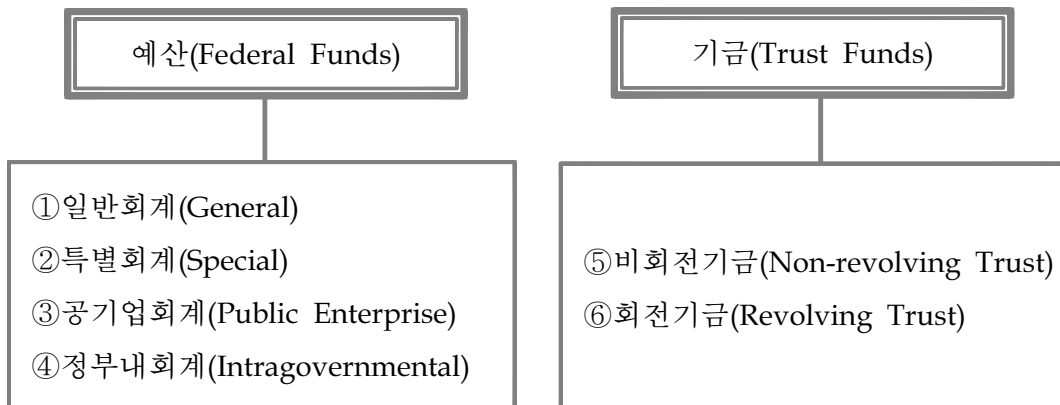 예산(Federal Funds)
①일반회계(General)
②특별회계(Special)
③공기업회계(Public Enterprise)
④정부내회계(Intragovernmental)
기금(Trust Funds)
⑤비회전기금(Non-revolving Trust)
⑥회전기금(Revolving Trust)